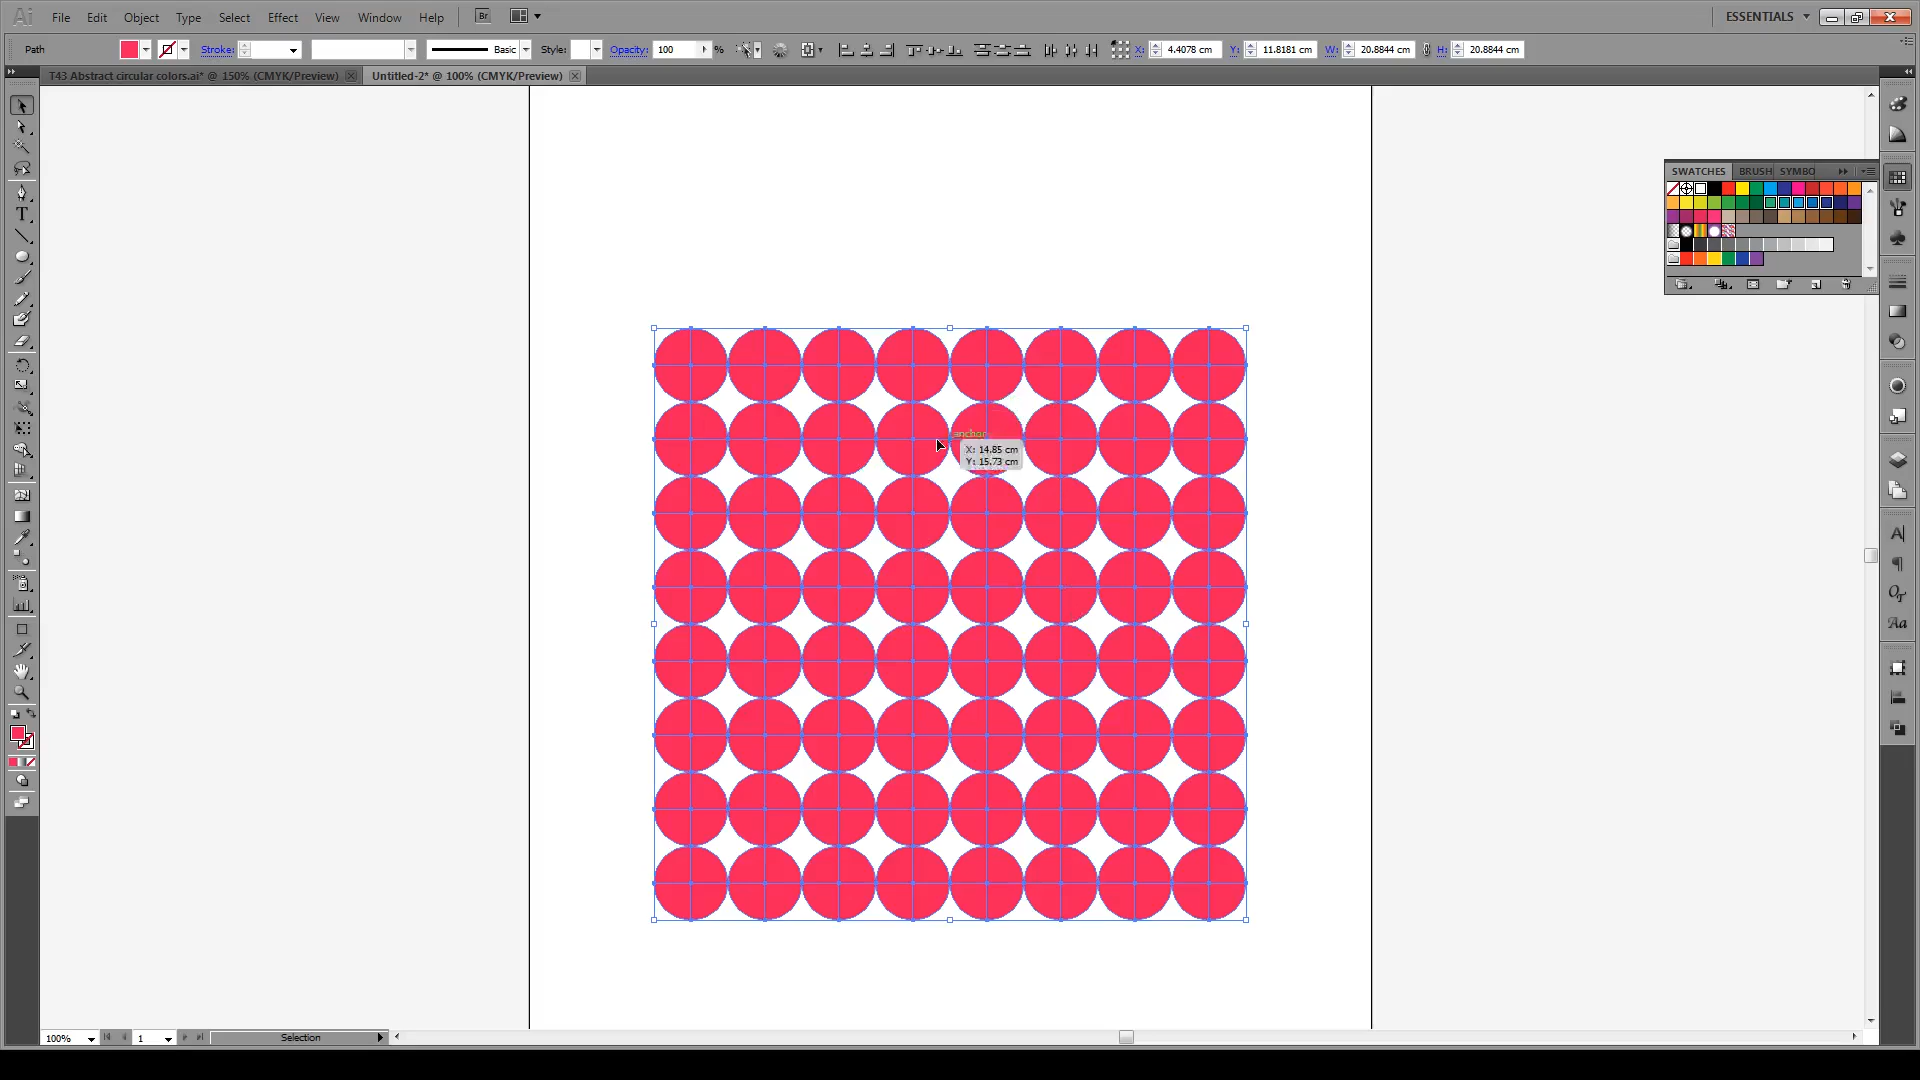 Ai File Edit Object Type Select Effect View Window Help Br ESSENTIALS
Path Stroke: Basic Style: Opacity: 100 % X: 4.4078 cm Y: 11.8181 cm W: 20.8844 cm H: 20.8844 cm
T43 Abstract circular colors.ai* @ 150% (CMYK/Preview) Untitled-2* @ 100% (CMYK/Preview)
SWATCHES BRUSH SYMBO
anchor
X: 14.85 cm
Y: 15.73 cm
100% 1 Selection